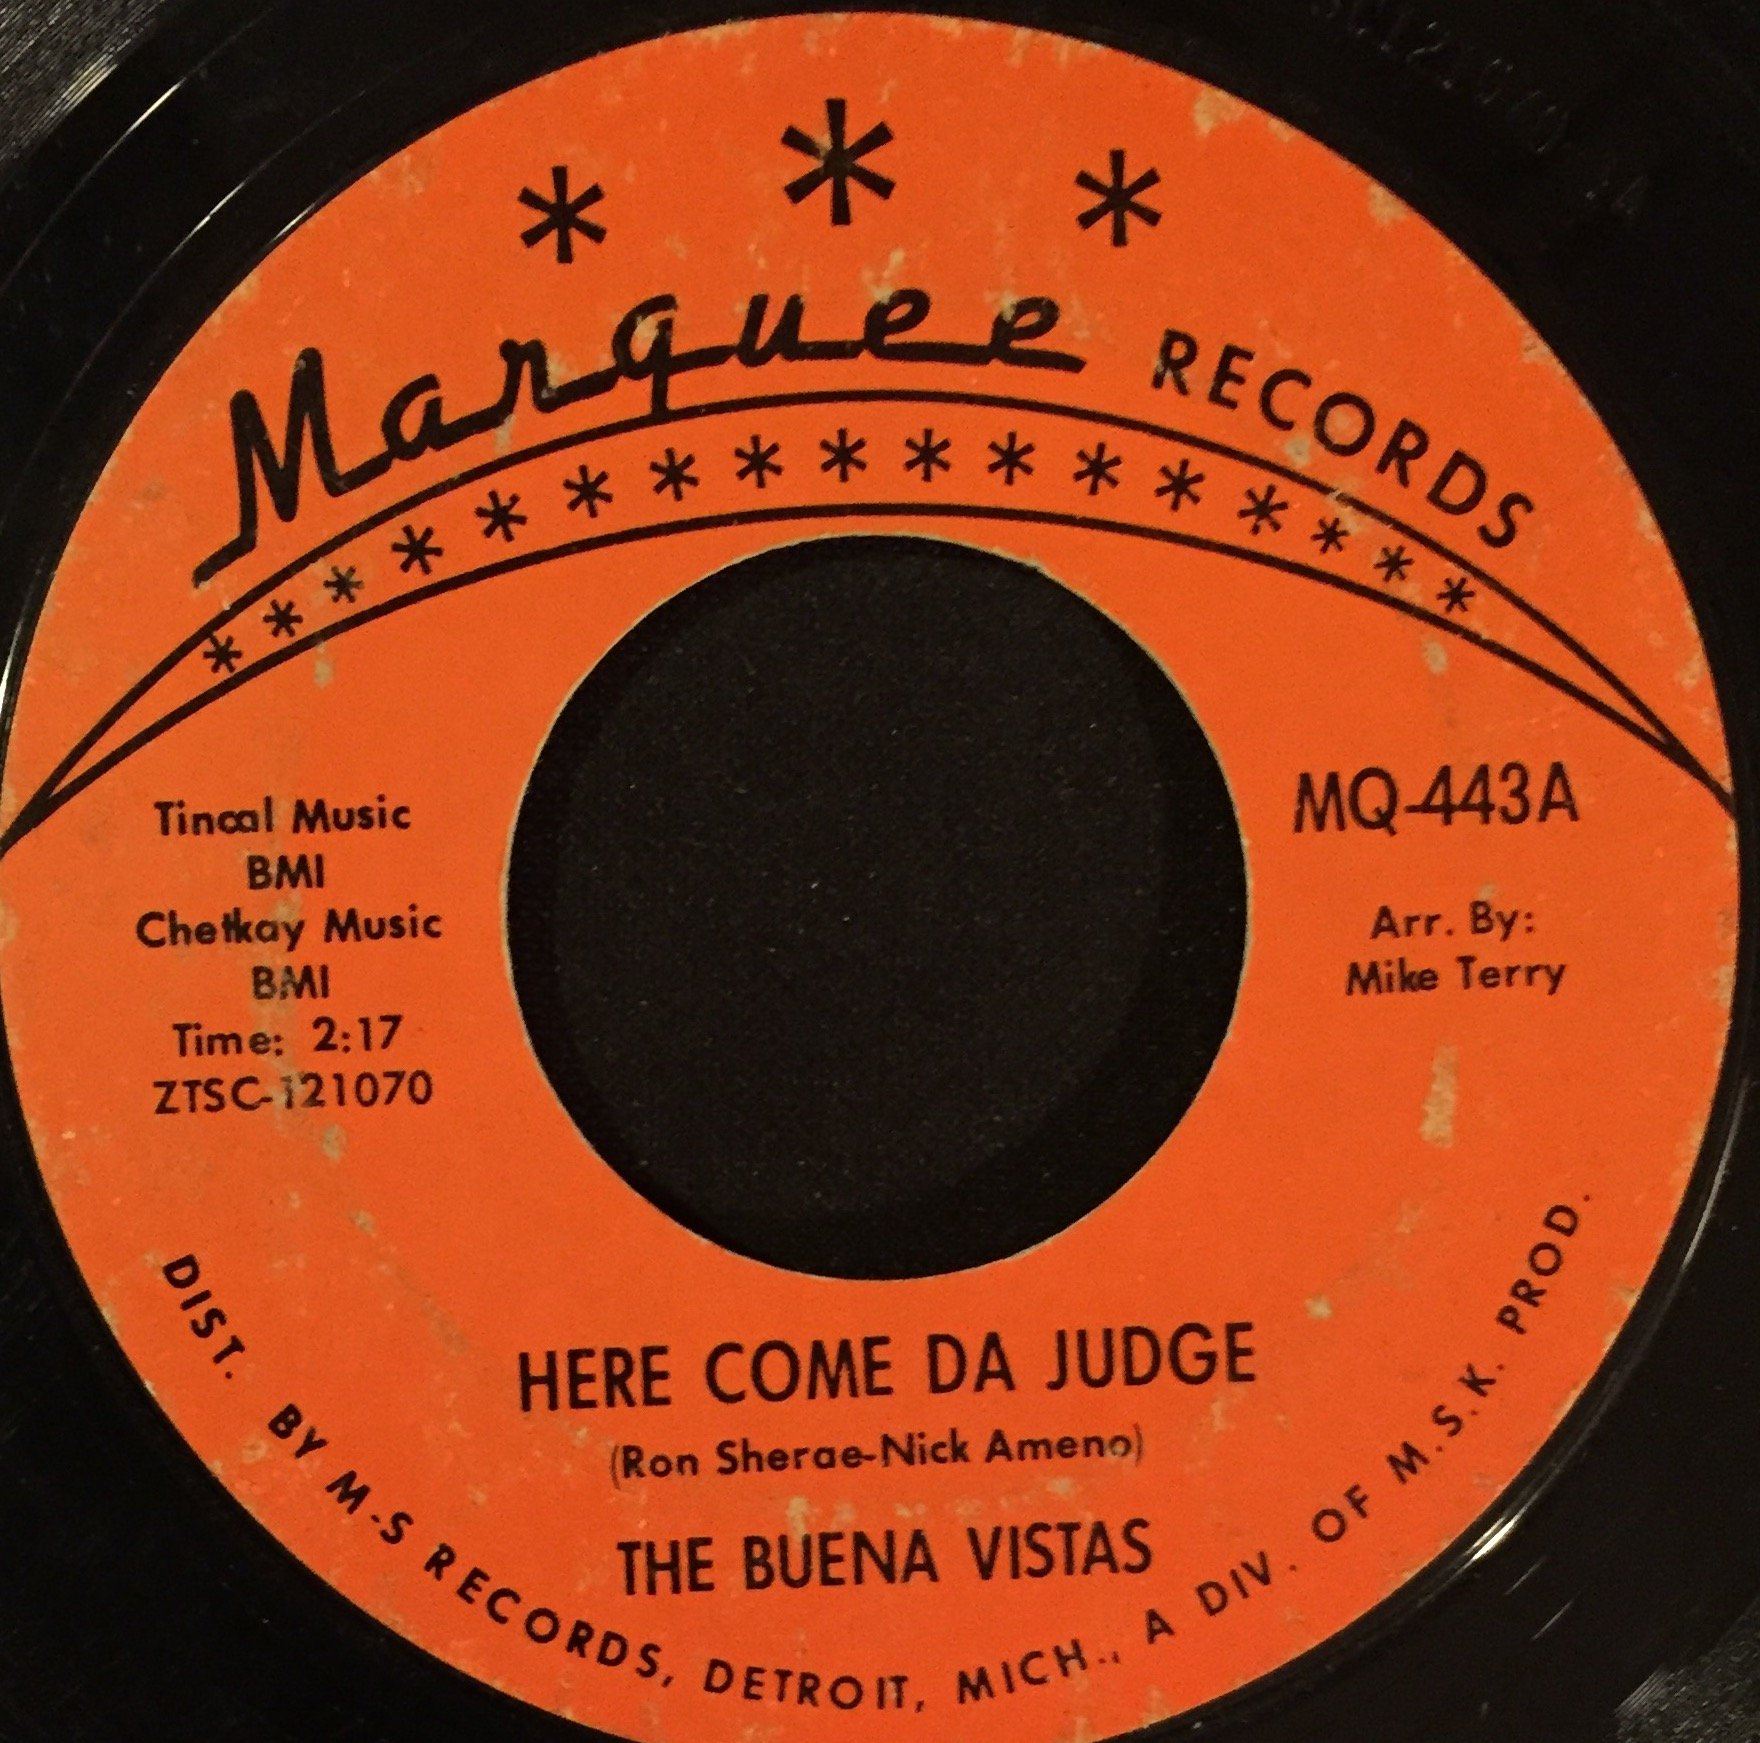 Marquee RECORDS
Tincal Music
BMI
Chetkay Music
BMI
Time: 2:17
ZTSC-121070
MQ-443A
Arr. By:
Mike Terry
HERE COME DA JUDGE
(Ron Sherae-Nick Ameno)
THE BUENA VISTAS
DIST. BY M-S RECORDS, DETROIT, MICH., A DIV. OF M.S.K. PROD.